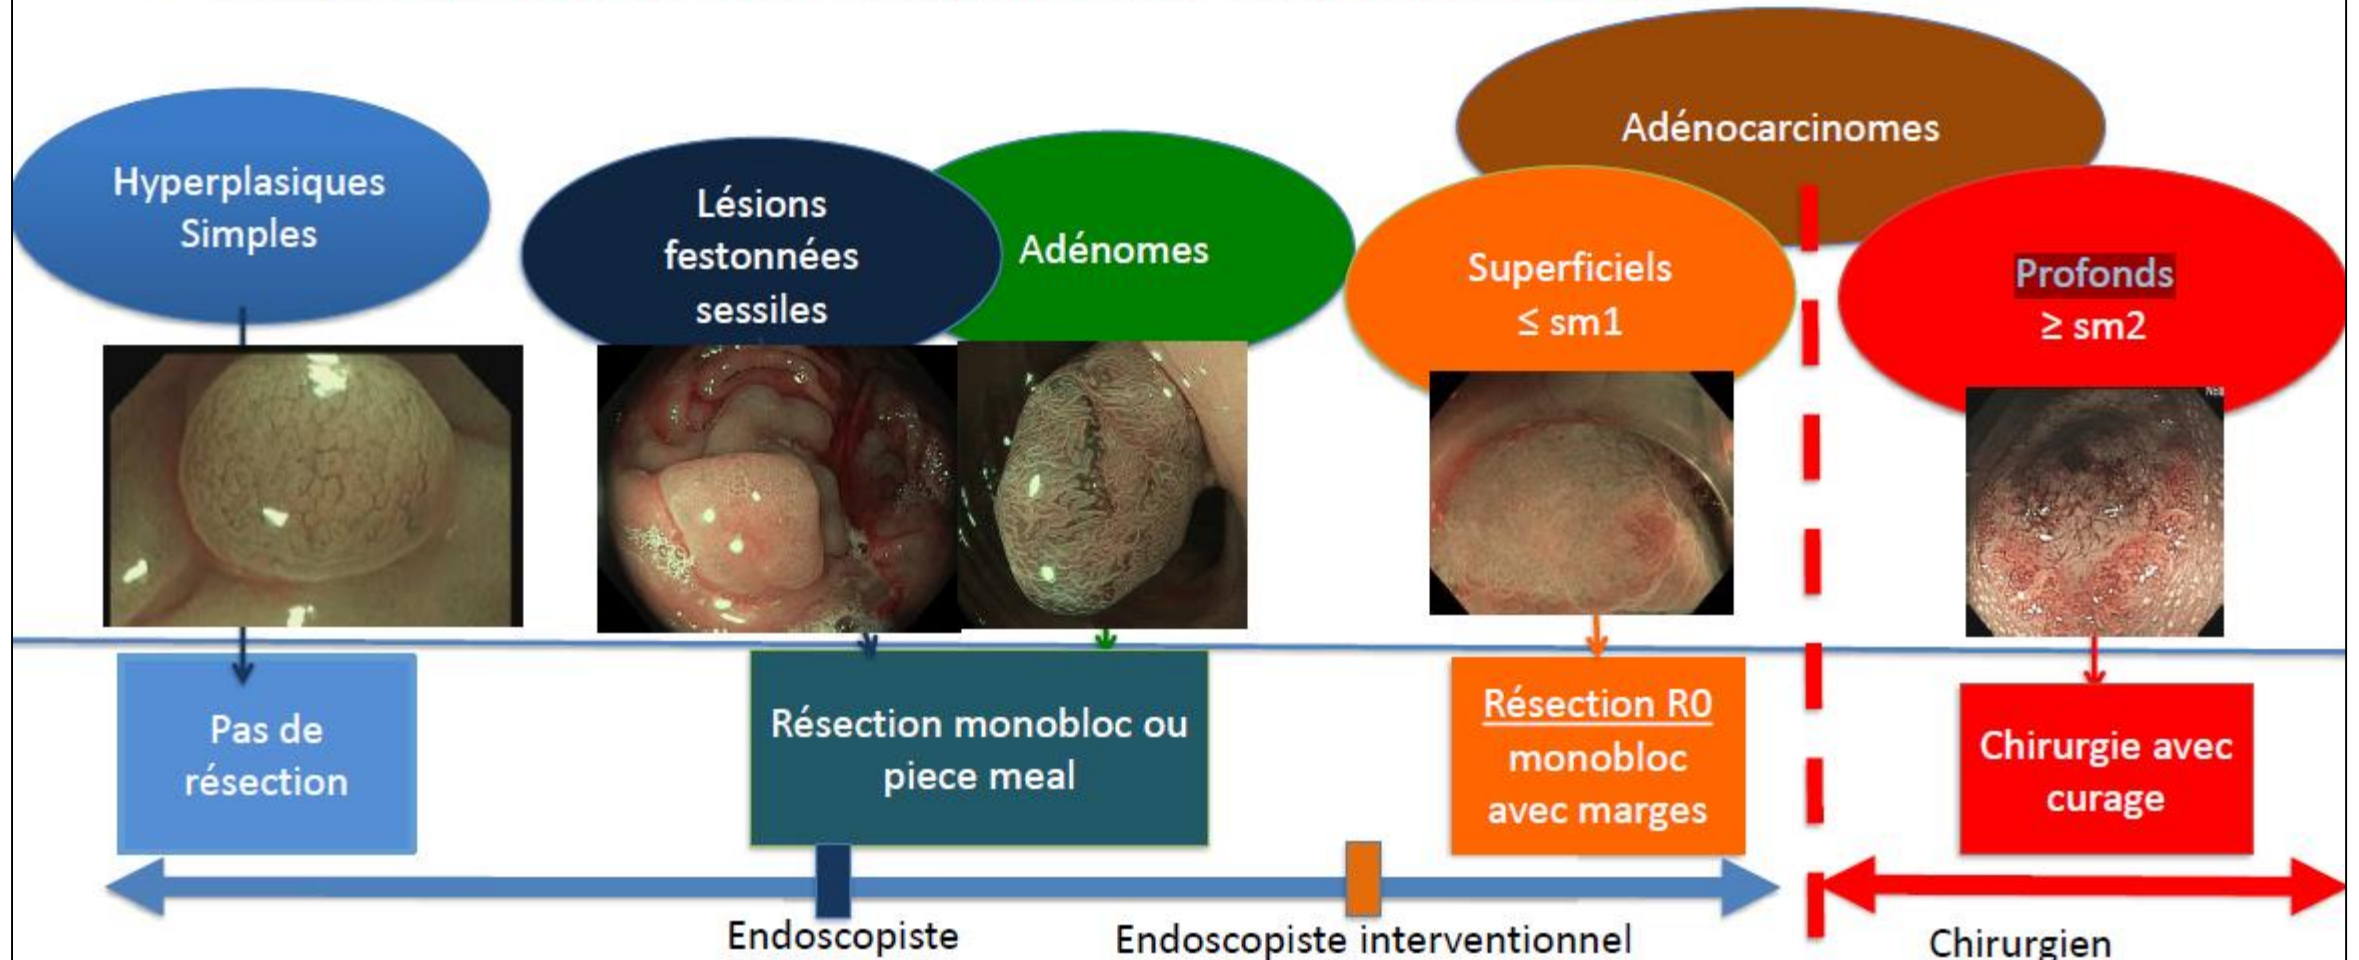 Adénocarcinomes
Hyperplasiques
Simples
Lésions
festonnées
sessiles
Adénomes
Superficiels
≤ sm1
Profonds
≥ sm2
Pas de
résection
Résection monobloc ou
piece meal
Résection R0
monobloc
avec marges
Chirurgie avec
curage
Endoscopiste
Endoscopiste interventionnel
Chirurgien